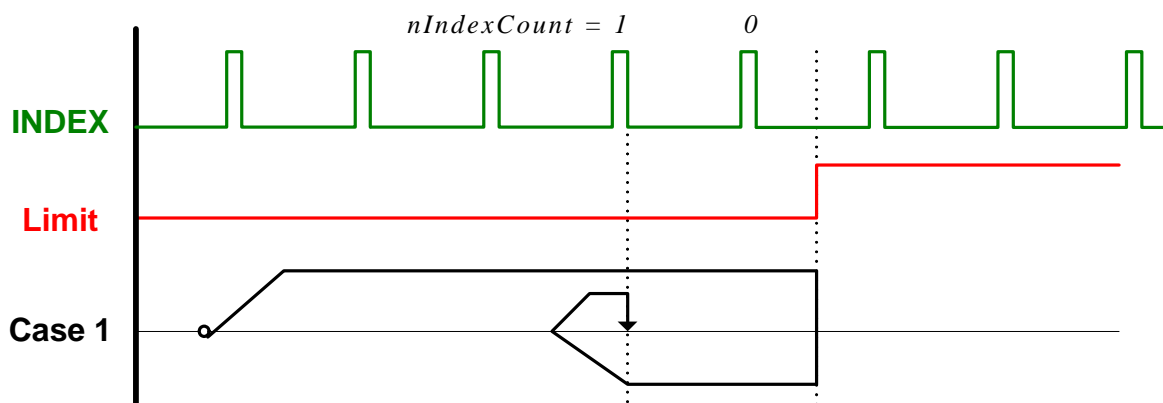 nIndexCount = 1 0
INDEX
Limit
Case 1